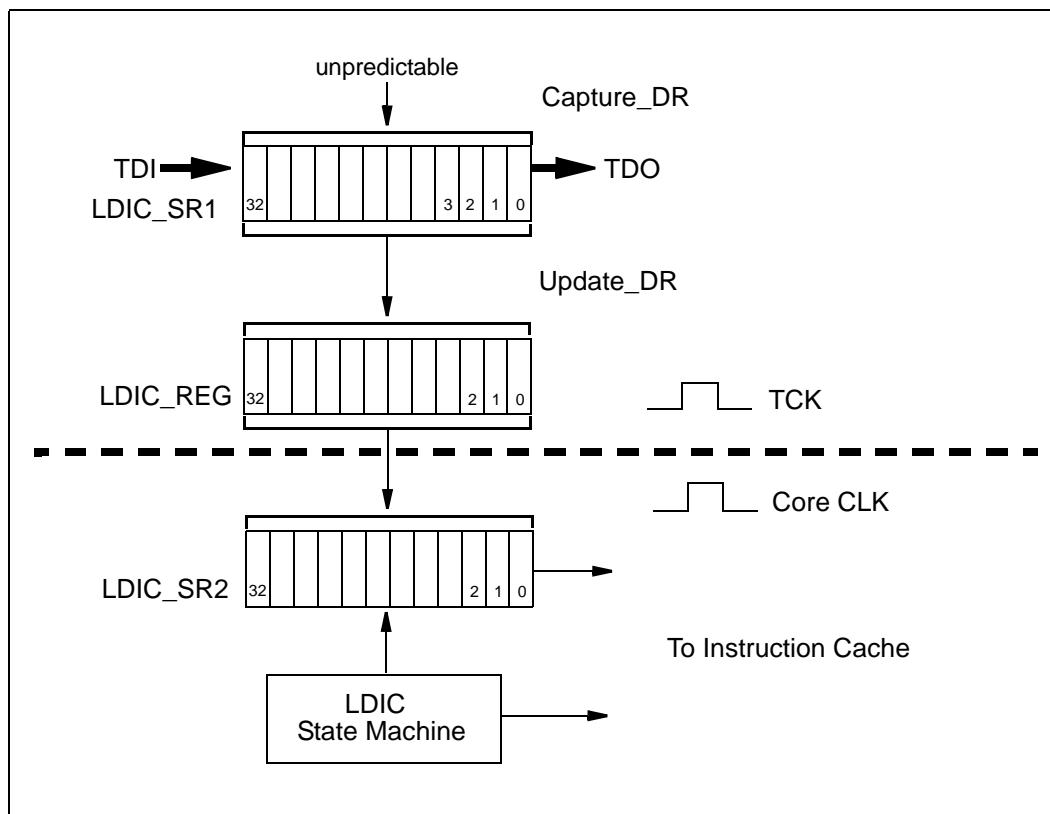 unpredictable
Capture_DR
TDI
TDO
32 3 2 1 0
LDIC_SR1
Update_DR
LDIC_REG
32 2 1 0
TCK
Core CLK
LDIC_SR2
32 2 1 0
To Instruction Cache
LDIC
State Machine